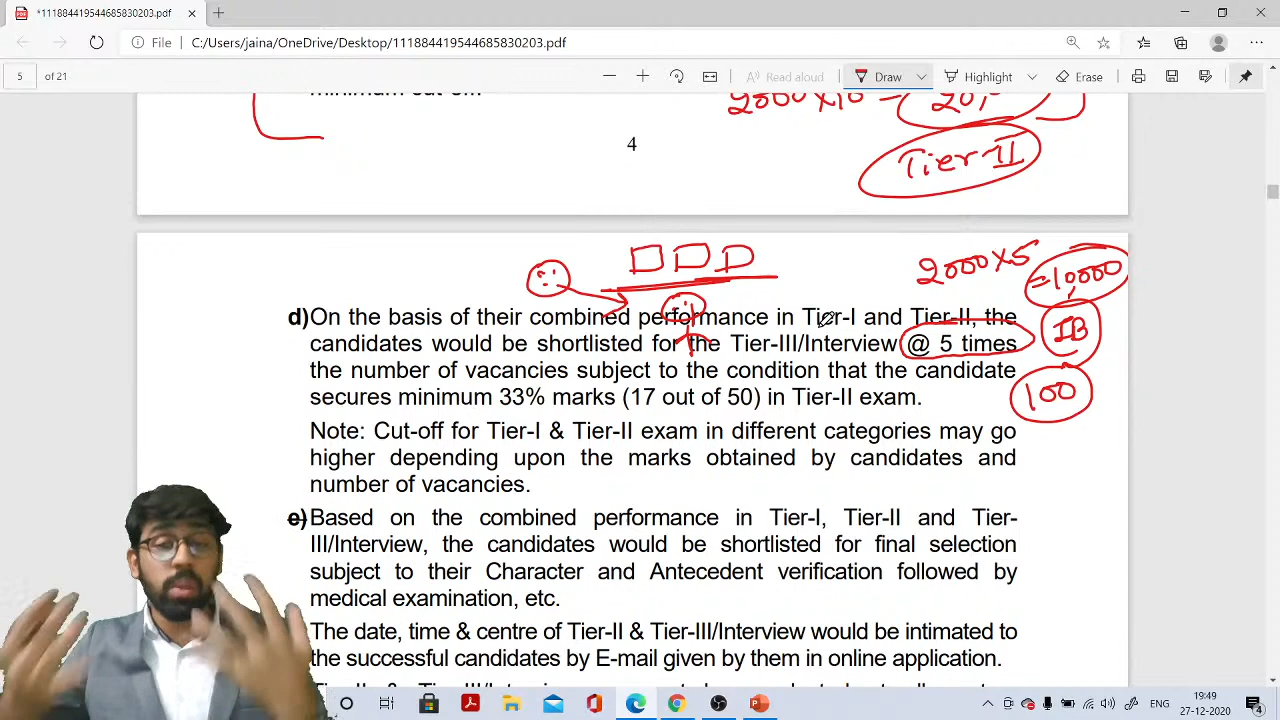 *11188441954468583020​3.pdf
File C:/Users/jaina/OneDrive/Desktop/111884419544685830203.pdf
5 of 21 Read aloud Draw Highlight Erase
2000 X 10 =
4
Tier II
2000 X 5
= 10000
d)On the basis of their combined performance in Tier-I and Tier-II, the
candidates would be shortlisted for the Tier-III/Interview @ 5 times
IB
the number of vacancies subject to the condition that the candidate
secures minimum 33% marks (17 out of 50) in Tier-II exam.
100
Note: Cut-off for Tier-I & Tier-II exam in different categories may go
higher depending upon the marks obtained by candidates and
number of vacancies.
e)Based on the combined performance in Tier-I, Tier-II and Tier-
III/Interview, the candidates would be shortlisted for final selection
subject to their Character and Antecedent verification followed by
medical examination, etc.
The date, time & centre of Tier-II & Tier-III/Interview would be intimated to
the successful candidates by E-mail given by them in online application.
ENG 19:49
27-12-2020
4